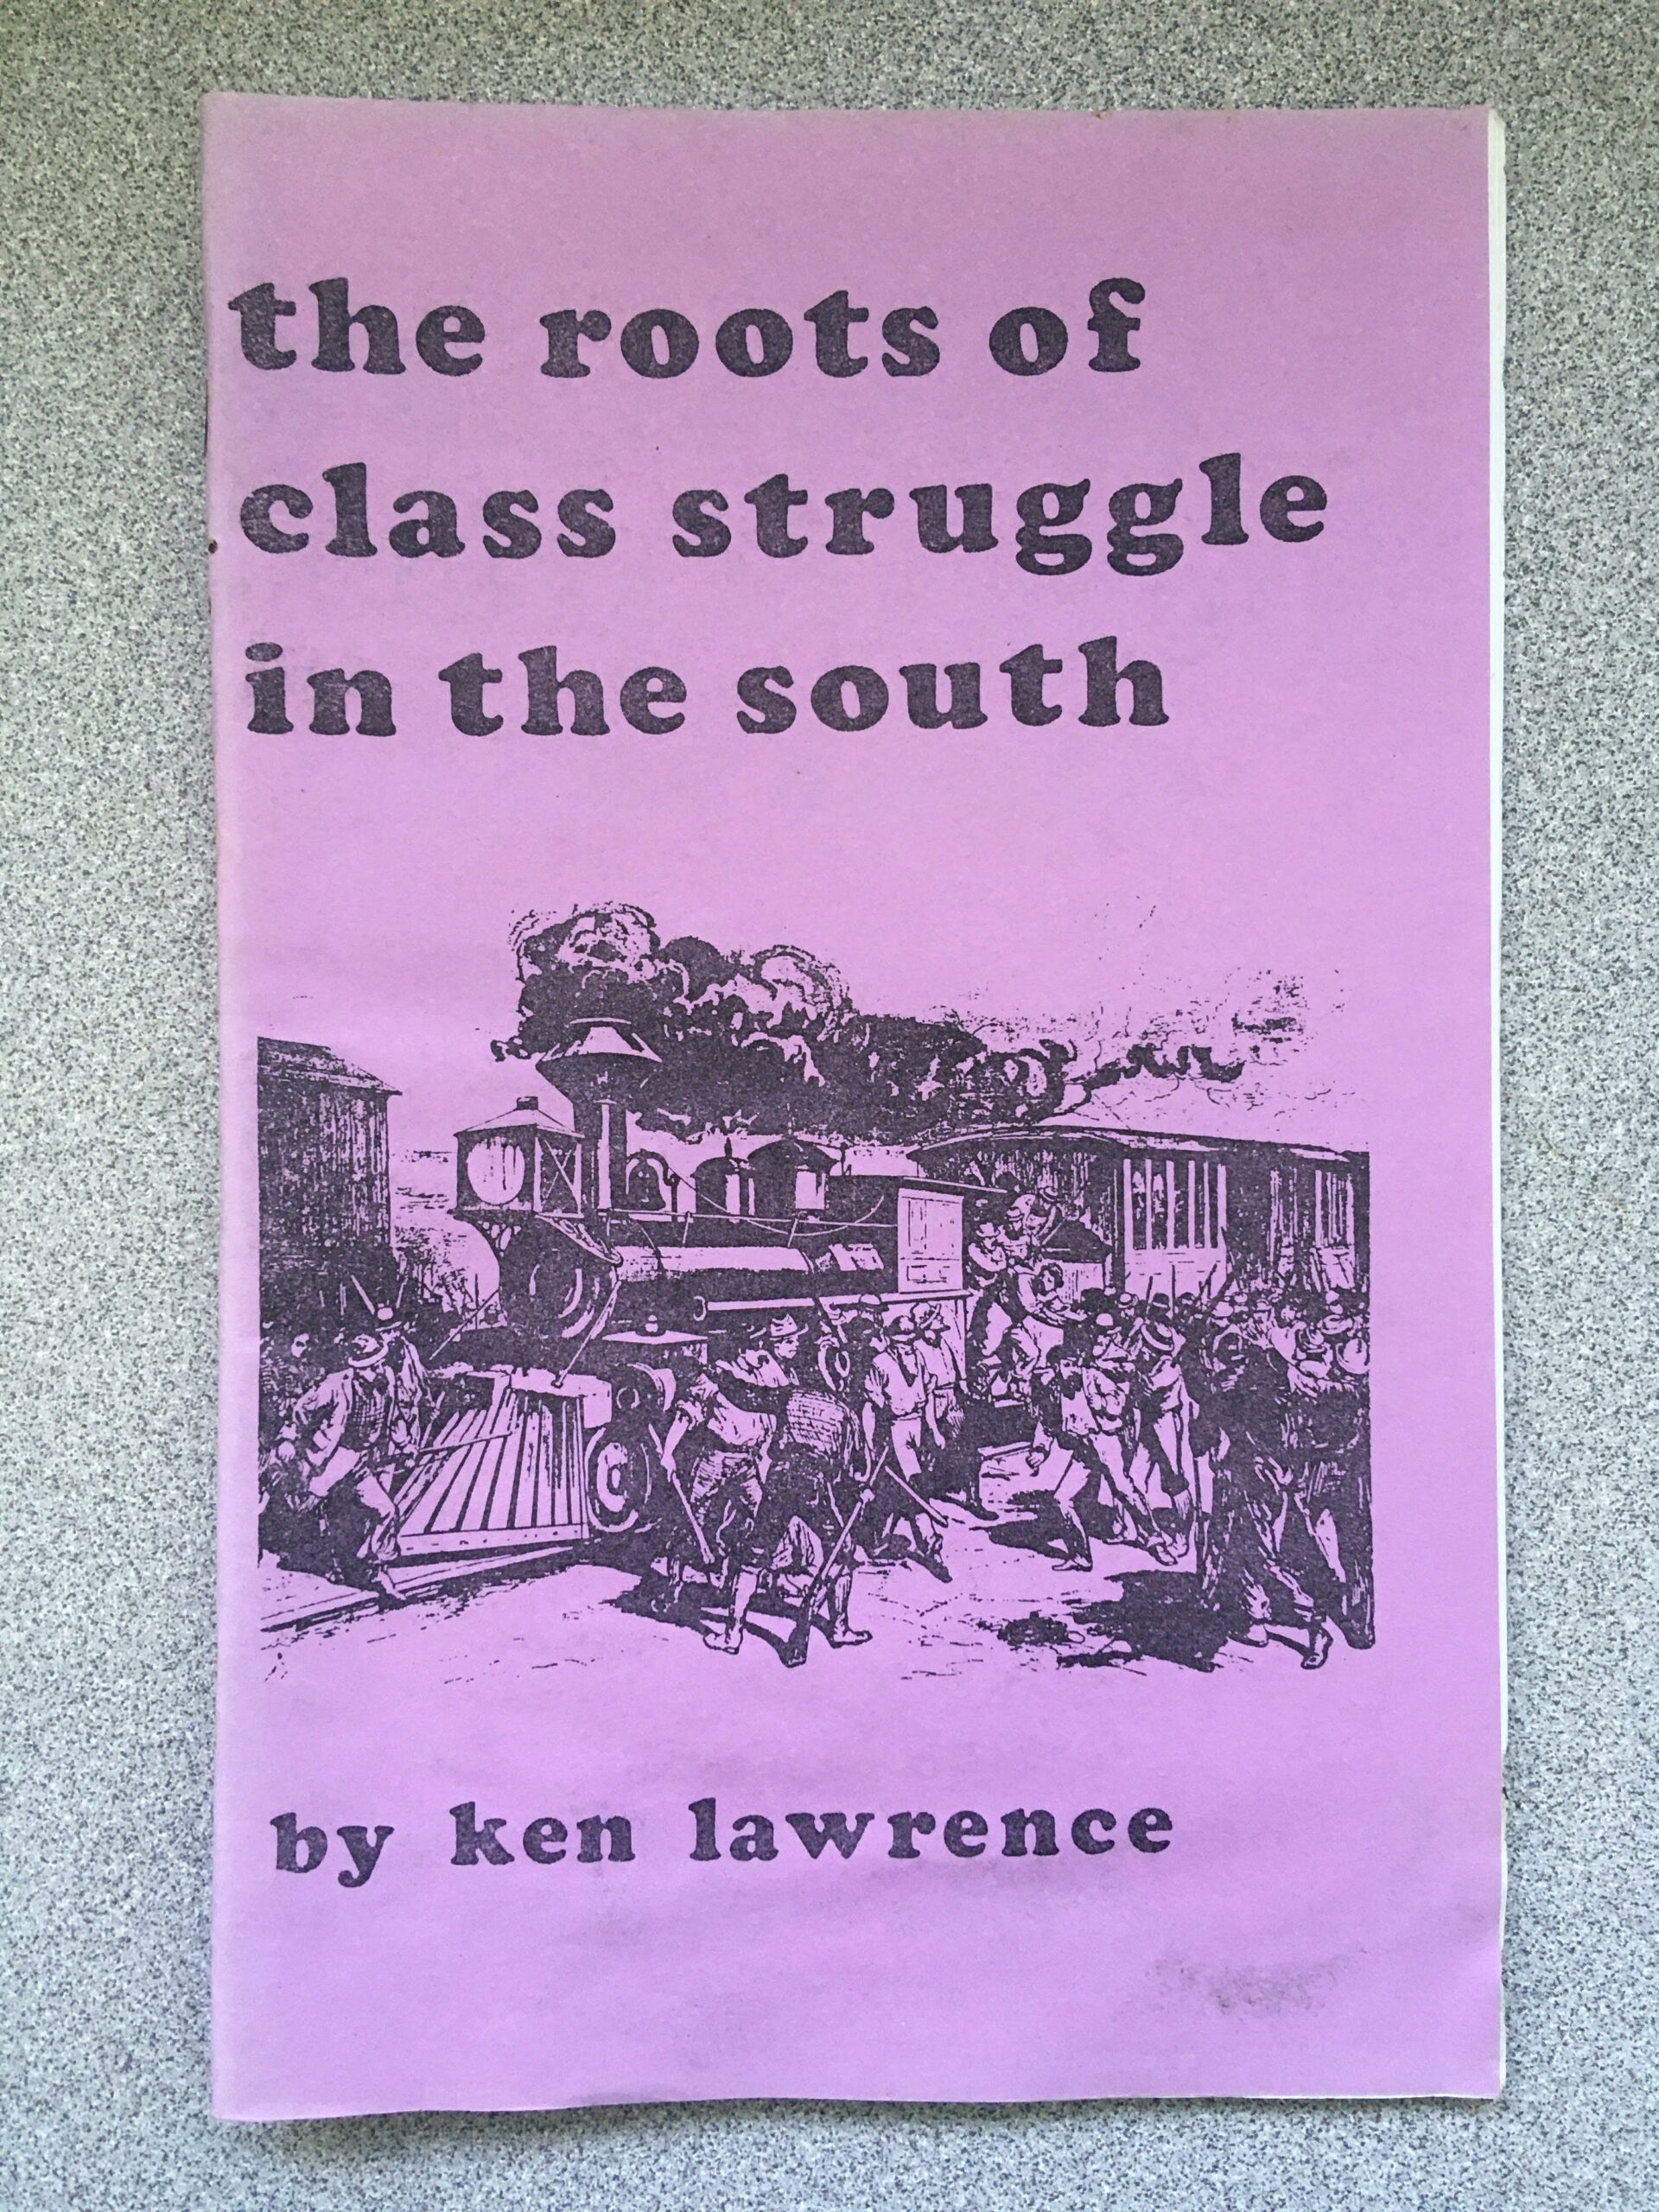 the roots of
class struggle
in the south
by ken lawrence